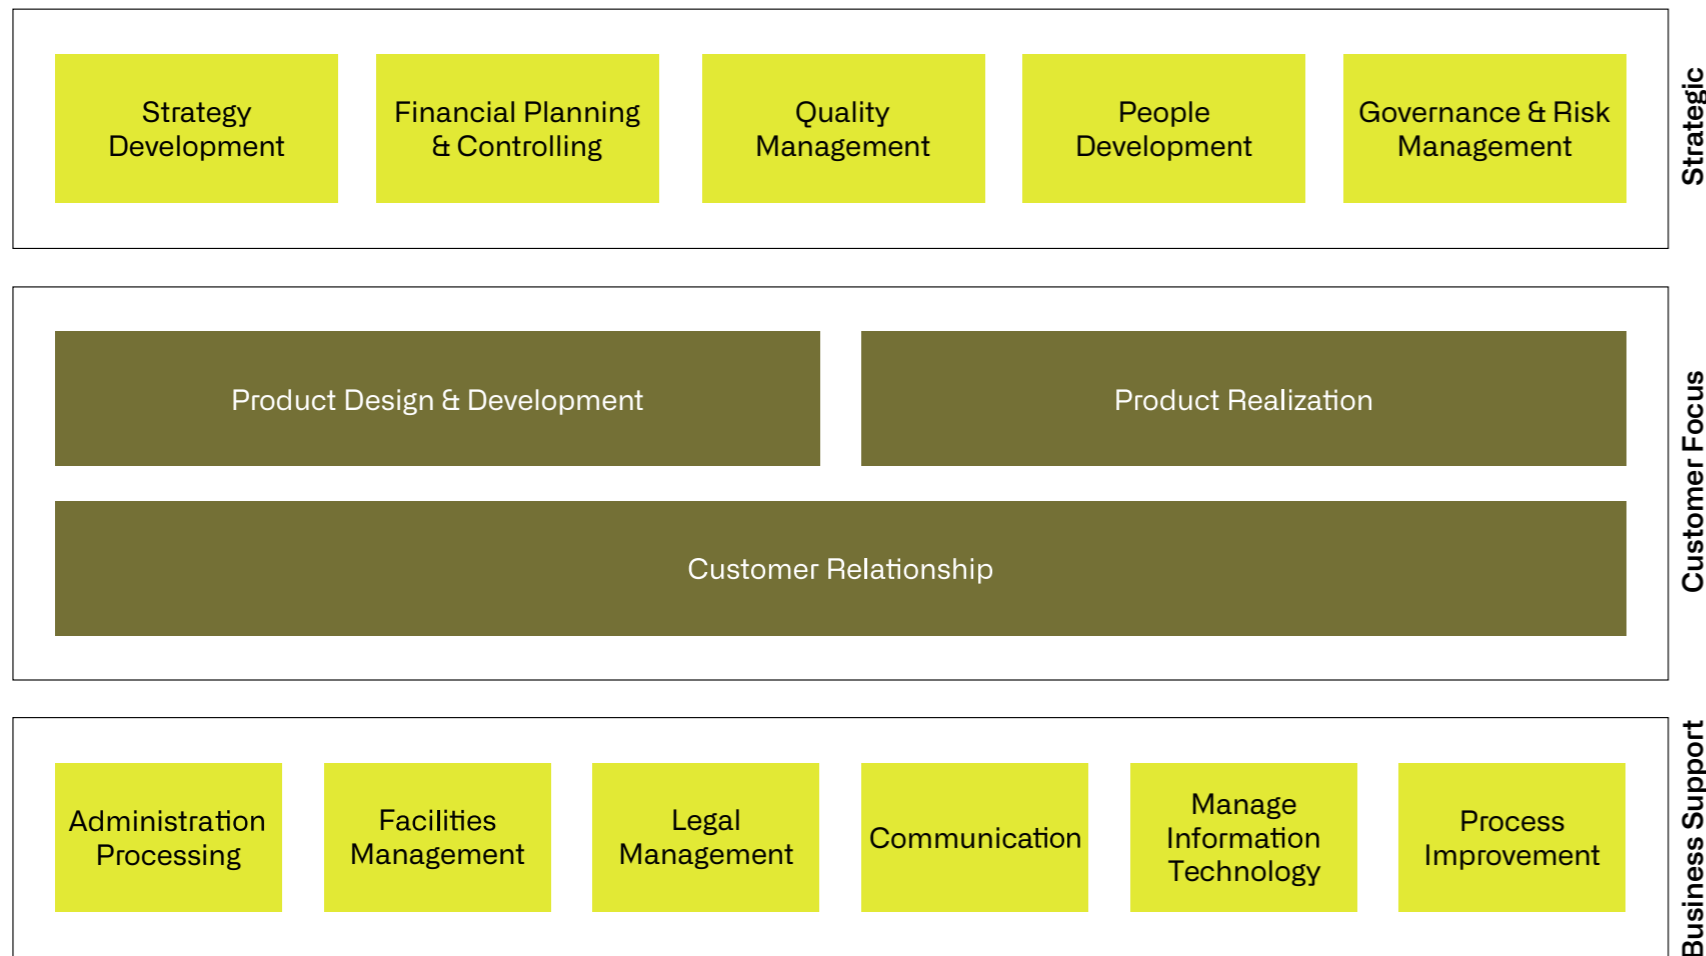 Strategy
Development
Financial Planning
& Controlling
Quality
Management
People
Development
Governance & Risk
Management
Strategic
Product Design & Development
Product Realization
Customer Relationship
Customer Focus
Administration
Processing
Facilities
Management
Legal
Management
Communication
Manage
Information
Technology
Process
Improvement
Business Support